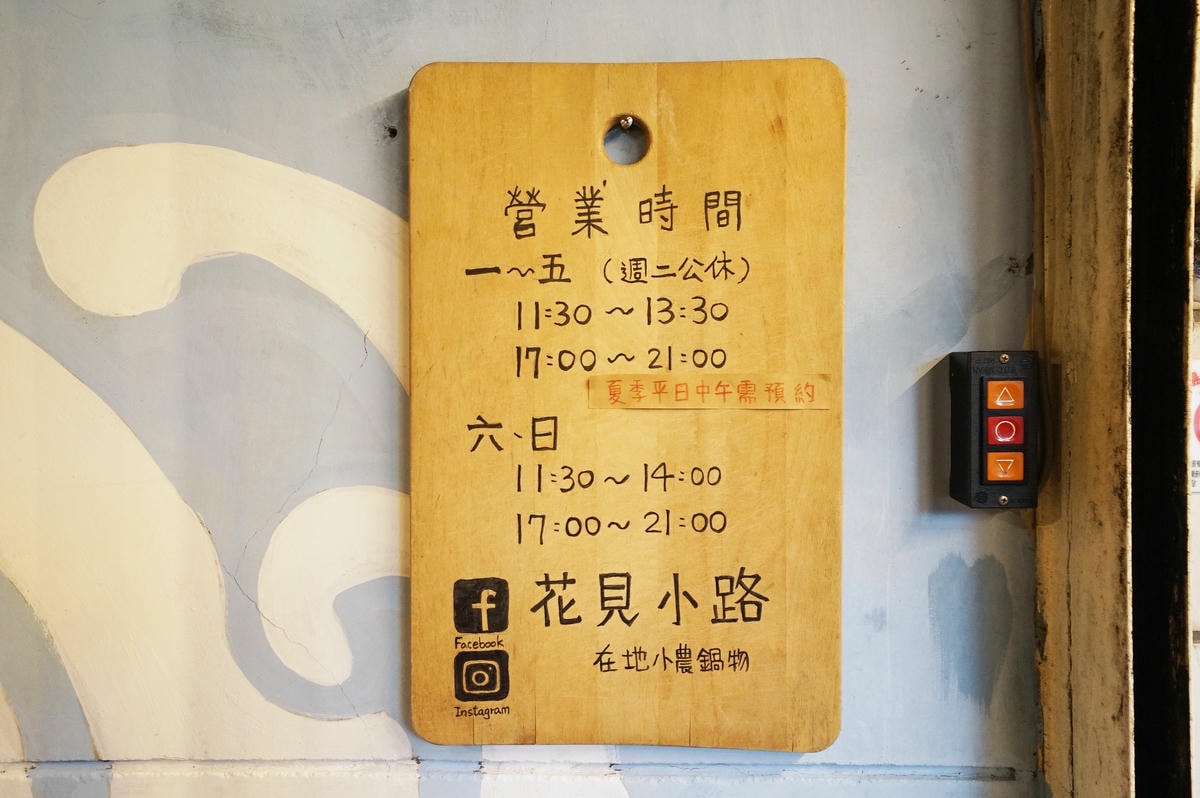 營業時間
一～五 （週二公休）
11:30～13:30
17:00～21:00
夏季平日中午需預約
六、日
11:30～14:00
17:00～21:00
花見小路
Facebook
在地小農鍋物
Instagram